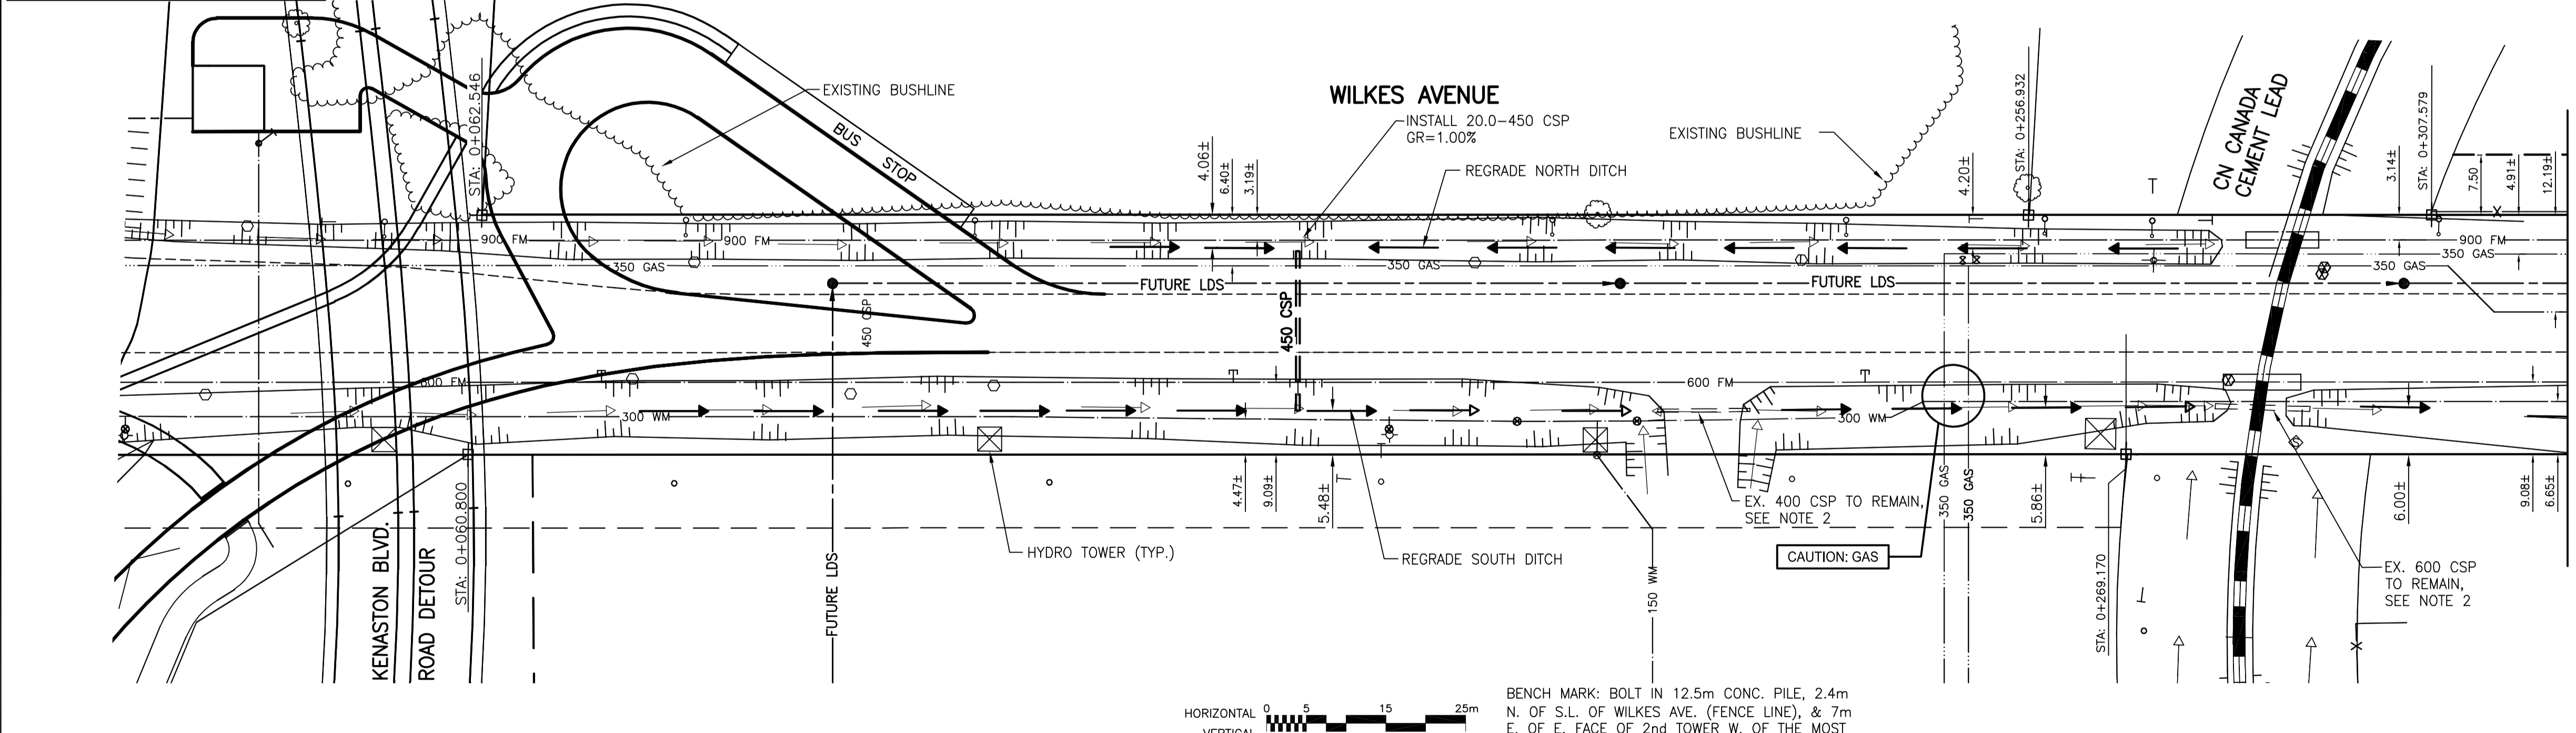 WILKES AVENUE
INSTALL 20.0-450 CSP
GR=1.00%
REGRADE NORTH DITCH
EXISTING BUSHLINE
EXISTING BUSHLINE
BUS STOP
STA: 0+062.546
4.06±
6.40±
3.19±
4.20±
STA: 0+256.932
CN CANADA
CEMENT LEAD
3.14±
STA: 0+307.579
7.50
4.91±
12.19±
900 FM
900 FM
900 FM
350 GAS
350 GAS
350 GAS
350 GAS
FUTURE LDS
FUTURE LDS
450 CSP
450 CSP
600 FM
600 FM
300 WM
300 WM
4.47±
9.09±
5.48±
5.86±
6.00±
9.08±
6.65±
350 GAS
350 GAS
EX. 400 CSP TO REMAIN,
SEE NOTE 2
HYDRO TOWER (TYP.)
REGRADE SOUTH DITCH
CAUTION: GAS
EX. 600 CSP
TO REMAIN,
SEE NOTE 2
KENASTON BLVD.
ROAD DETOUR
STA: 0+060.800
FUTURE LDS
150 WM
STA: 0+269.170
HORIZONTAL 0 5 15 25m
VERTICAL
BENCH MARK: BOLT IN 12.5m CONC. PILE, 2.4m
N. OF S.L. OF WILKES AVE. (FENCE LINE), & 7m
E. OF E. FACE OF 2nd TOWER W. OF THE MOST